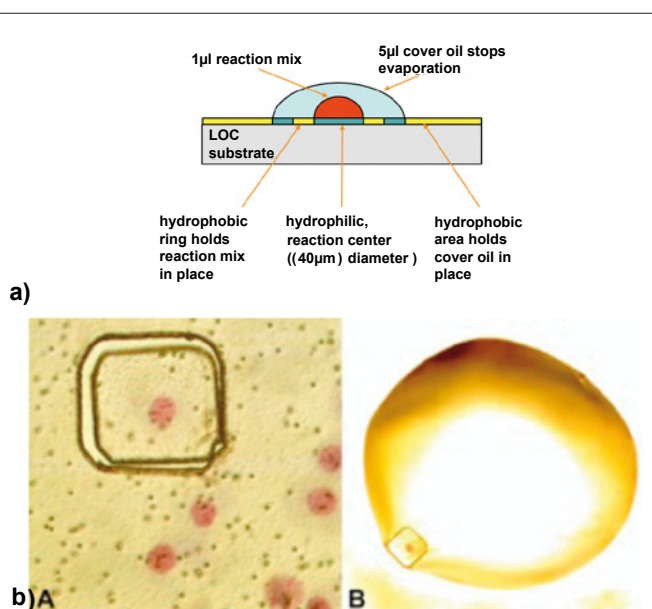 1µl reaction mix
5µl cover oil stops
evaporation
LOC
substrate
hydrophobic
ring holds
reaction mix
in place
hydrophilic,
reaction center
((40µm) diameter )
hydrophobic
area holds
cover oil in
place
a)
b) A
B